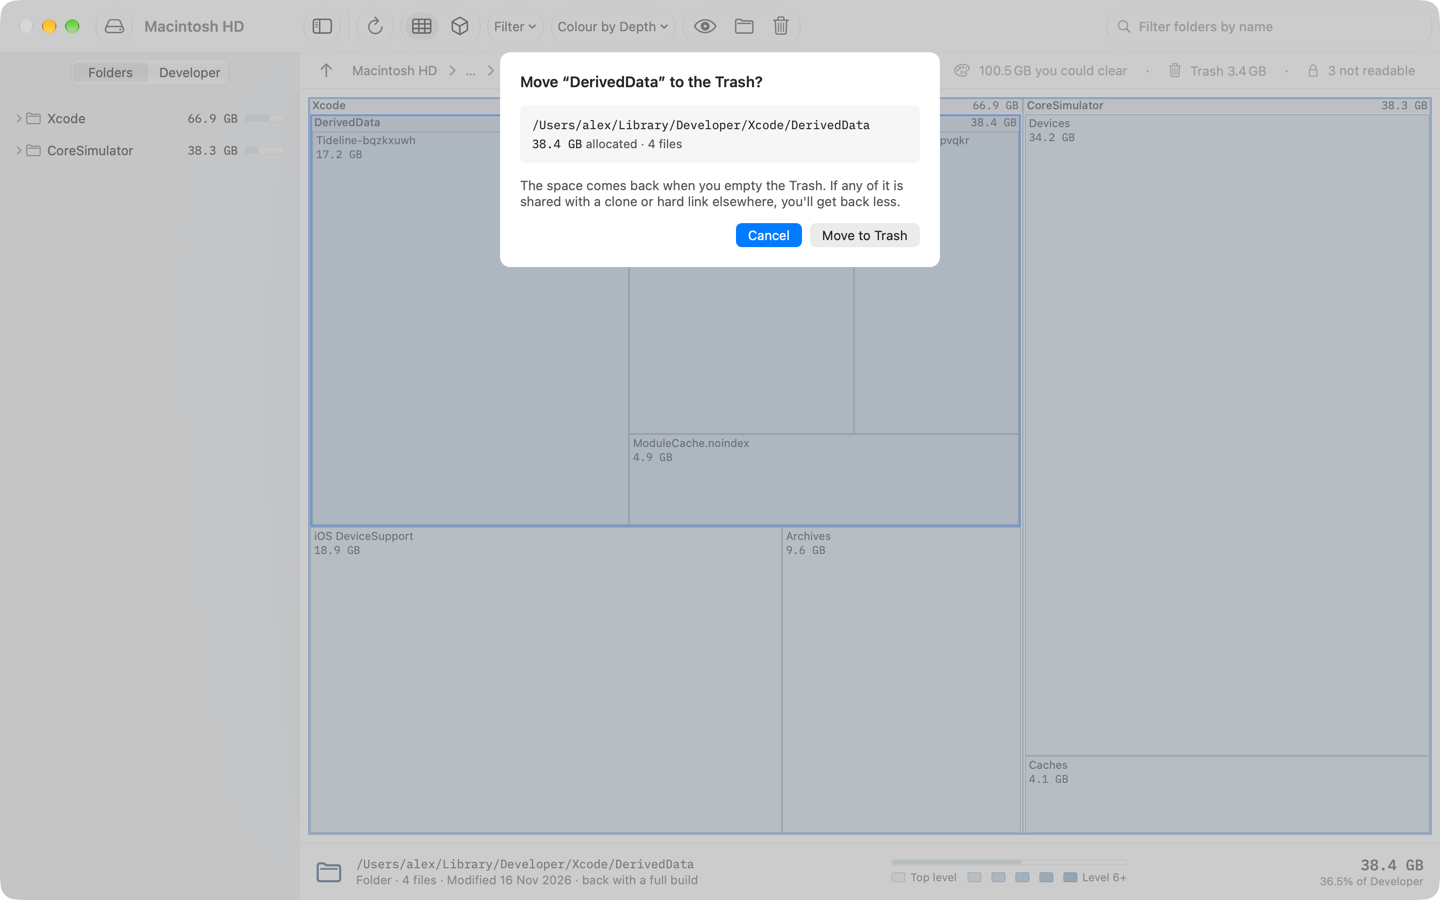 Macintosh HD
Filter
Colour by Depth
Filter folders by name
Folders
Developer
Macintosh HD
...
100.5 GB you could clear
·
Trash 3.4 GB
·
3 not readable
Xcode
66.9 GB
CoreSimulator
38.3 GB
Move “DerivedData” to the Trash?
/Users/alex/Library/Developer/Xcode/DerivedData
38.4 GB allocated · 4 files
The space comes back when you empty the Trash. If any of it is
shared with a clone or hard link elsewhere, you'll get back less.
Cancel
Move to Trash
Xcode
66.9 GB
DerivedData
38.4 GB
Tideline-bqzkxuwh
17.2 GB
pvqkr
ModuleCache.noindex
4.9 GB
iOS DeviceSupport
18.9 GB
Archives
9.6 GB
CoreSimulator
38.3 GB
Devices
34.2 GB
Caches
4.1 GB
/Users/alex/Library/Developer/Xcode/DerivedData
Folder · 4 files · Modified 16 Nov 2026 · back with a full build
Top level
Level 6+
38.4 GB
36.5% of Developer